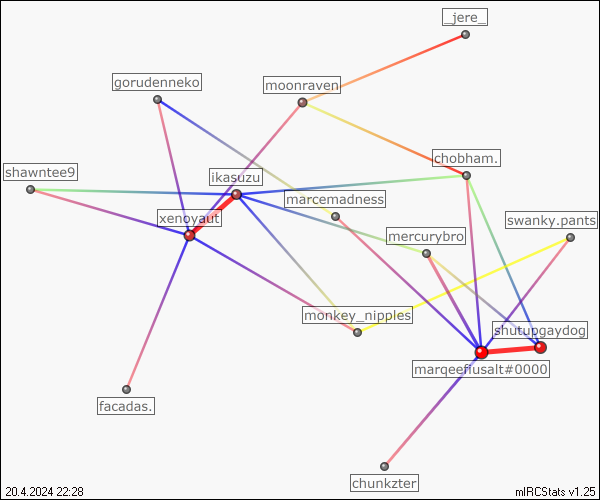 _jere_
gorudenneko
moonraven
chobham.
shawntee9
ikasuzu
marcemadness
xenoyaut
swanky.pants
mercurybro
monkey_nipples
shutupgaydog
marqeefiusalt#0000
facadas.
chunkzter
20.4.2024 22:28
mIRCStats v1.25